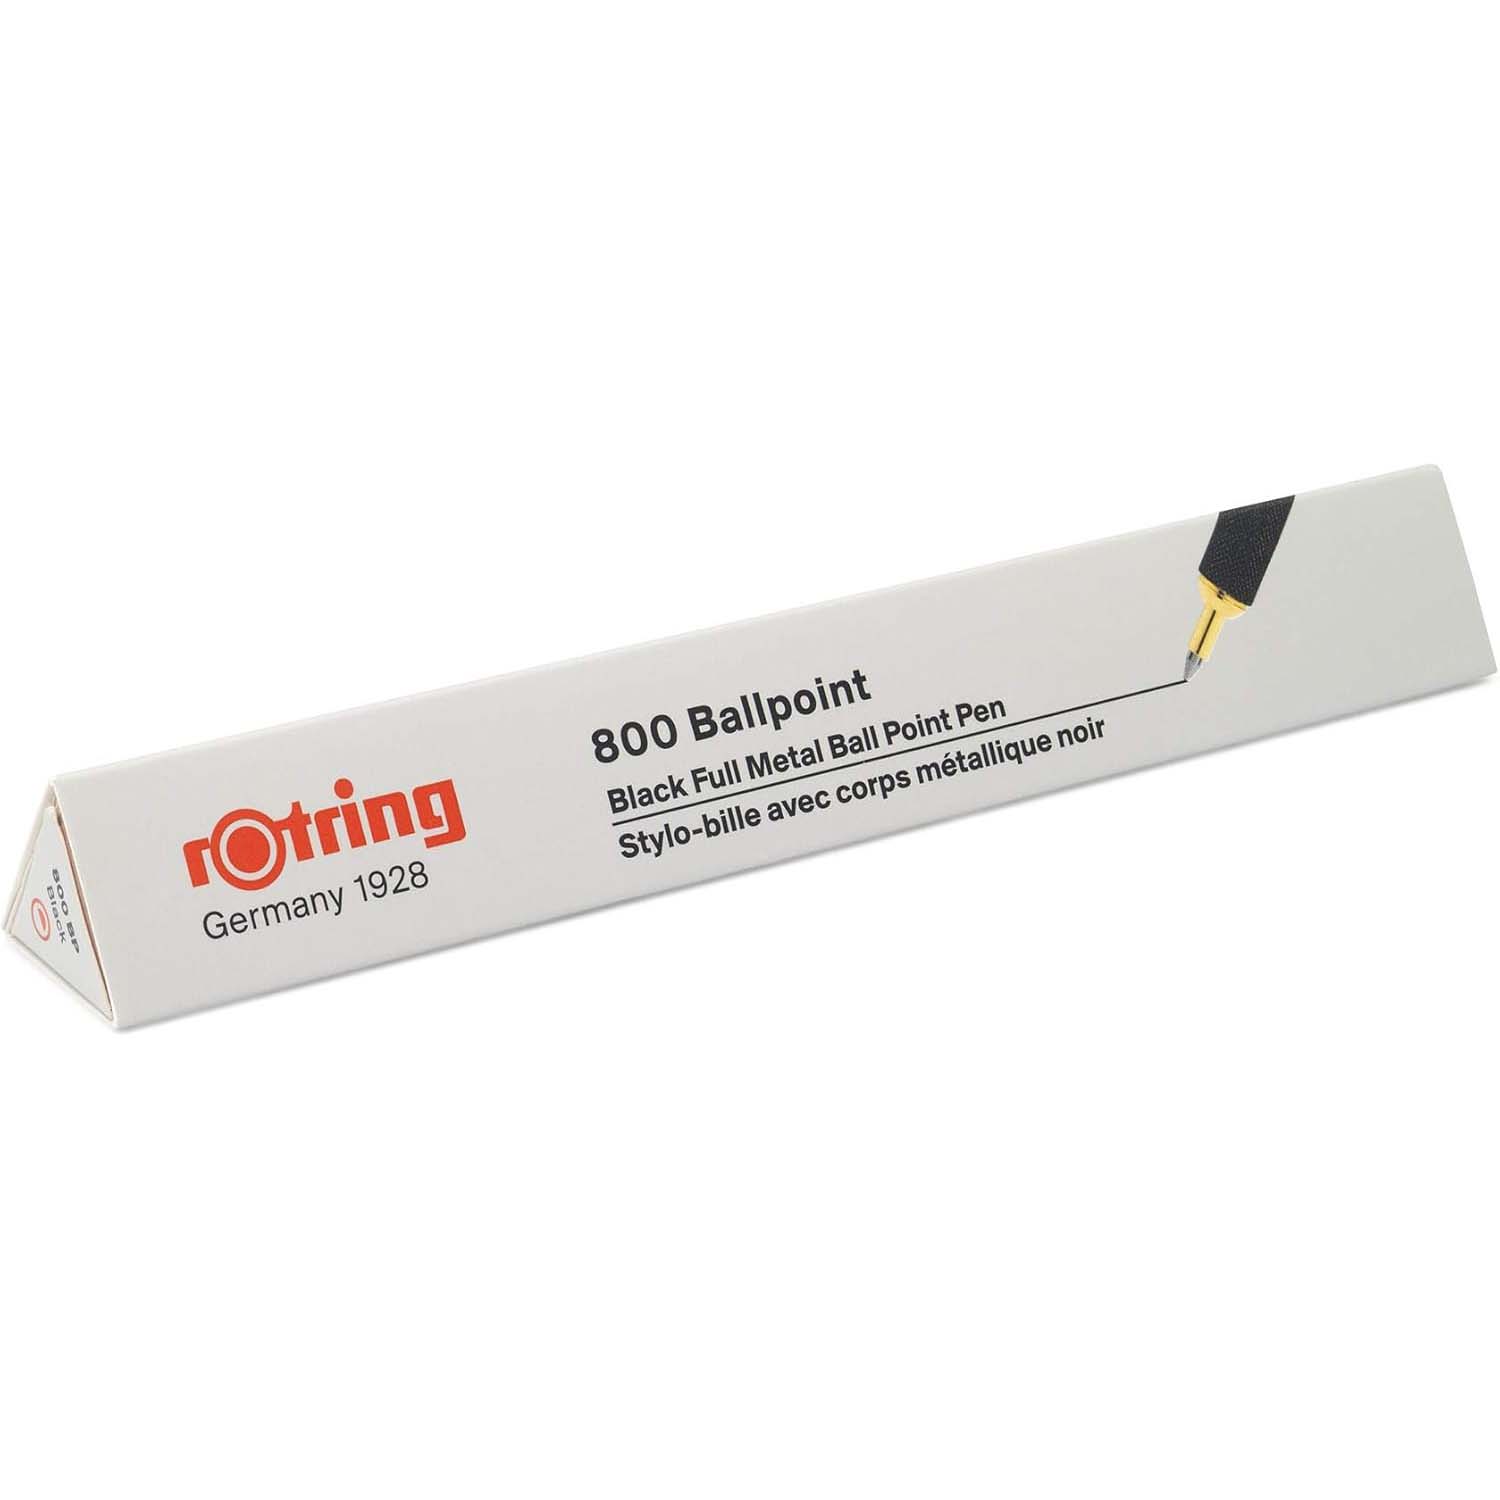 rotring
Germany 1928
800 Ballpoint
Black Full Metal Ball Point Pen
Stylo-bille avec corps métallique noir
800 BP
Black